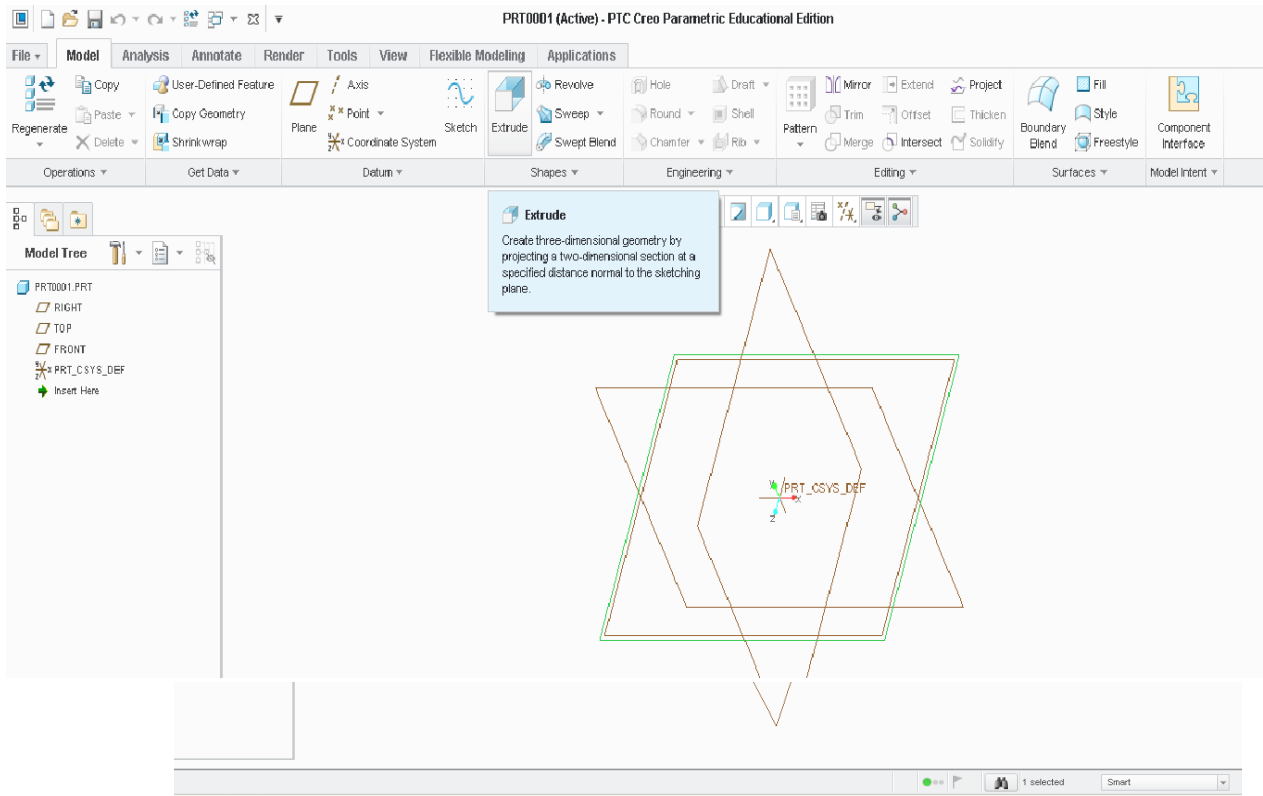 PRT0001 (Active) - PTC Creo Parametric Educational Edition
File Model Analysis Annotate Render Tools View Flexible Modeling Applications
Regenerate
Copy
Paste
Delete
User-Defined Feature
Copy Geometry
Shrinkwrap
Plane
Axis
Point
Coordinate System
Sketch
Extrude
Revolve
Sweep
Swept Blend
Hole
Round
Chamfer
Draft
Shell
Rib
Pattern
Mirror
Trim
Merge
Extend
Offset
Intersect
Project
Thicken
Solidify
Boundary
Blend
Fill
Style
Freestyle
Component
Interface
Operations Get Data Datum Shapes Engineering Editing Surfaces Model Intent
Extrude
Create three-dimensional geometry by
projecting a two-dimensional section at a
specified distance normal to the sketching
plane.
Model Tree
PRT0001.PRT
RIGHT
TOP
FRONT
PRT_CSYS_DEF
Insert Here
Y
PRT_CSYS_DEF
X
Z
1 selected Smart